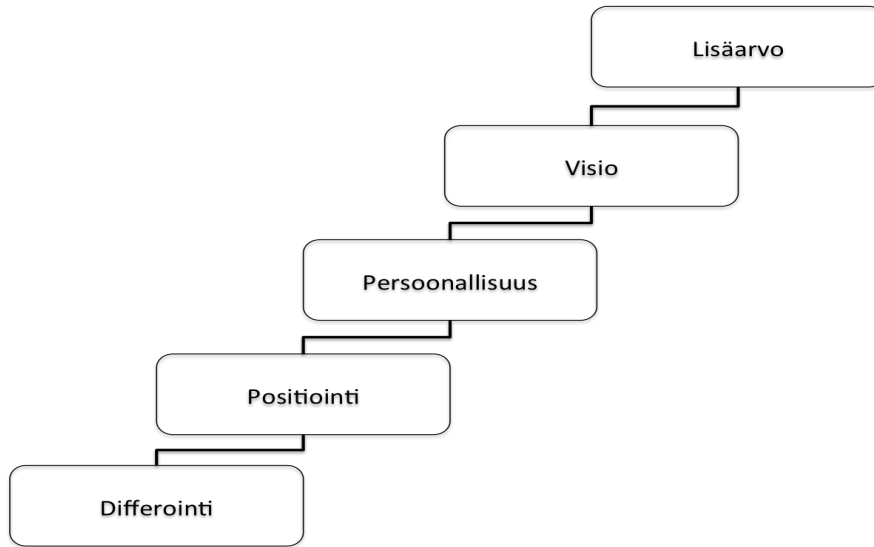 Lisäarvo
Visio
Persoonallisuus
Positiointi
Differointi